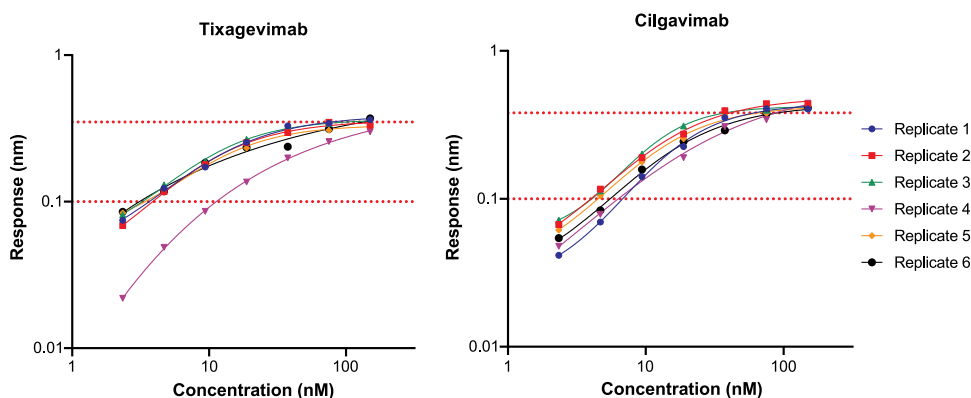 Tixagevimab
1
0.1
0.01
Response (nm)
1
10
100
Concentration (nM)
Cilgavimab
1
0.1
0.01
Response (nm)
1
10
100
Concentration (nM)
Replicate 1
Replicate 2
Replicate 3
Replicate 4
Replicate 5
Replicate 6